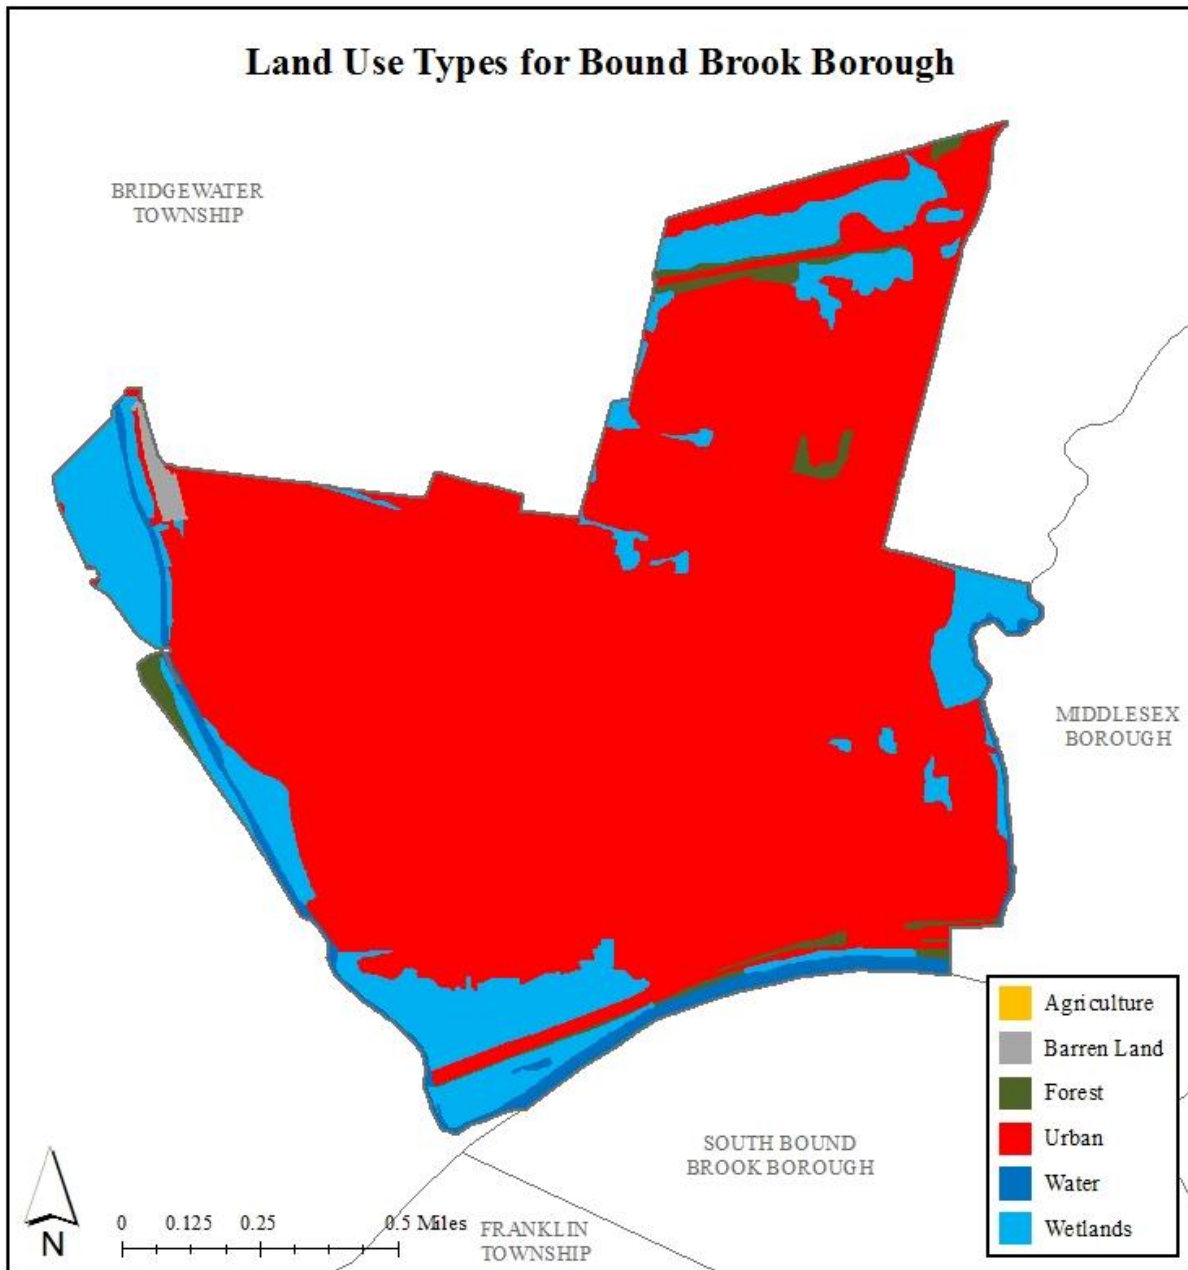 Land Use Types for Bound Brook Borough
BRIDGEWATER
TOWNSHIP
MIDDLESEX
BOROUGH
Agriculture
Barren Land
Forest
Urban
Water
Wetlands
SOUTH BOUND
BROOK BOROUGH
FRANKLIN
TOWNSHIP
0 0.125 0.25 0.5 Miles
N